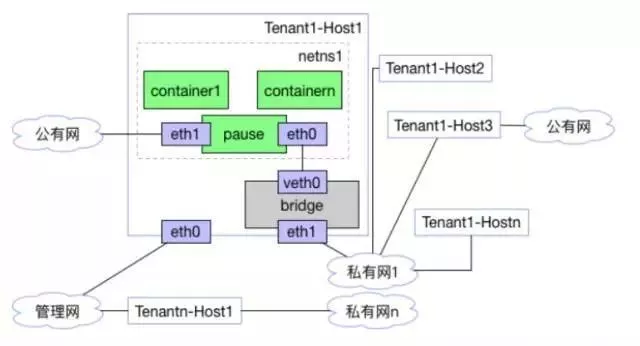 Tenant1-Host1
netns1
Tenant1-Host2
container1
containern
公有网
eth1
pause
eth0
Tenant1-Host3
公有网
veth0
bridge
Tenant1-Hostn
eth0
eth1
私有网1
管理网
Tenantn-Host1
私有网n